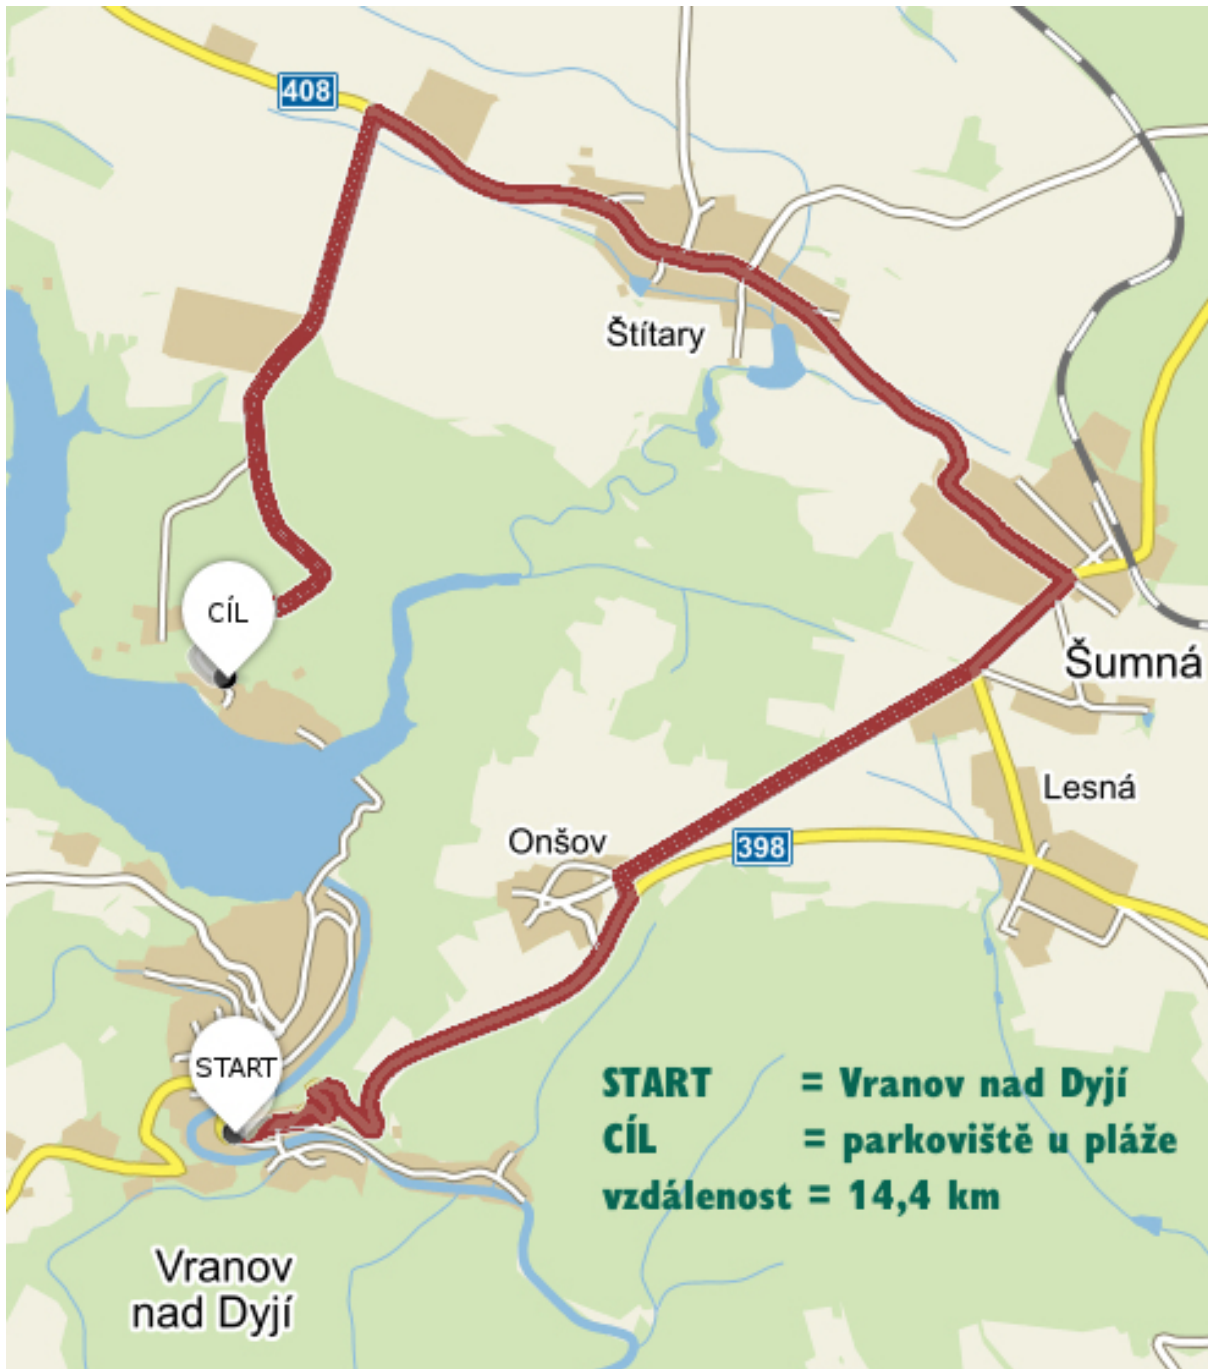 408
Štítary
CÍL
Šumná
Lesná
Onšov
398
START
START = Vranov nad Dyjí
CÍL = parkoviště u pláže
vzdálenost = 14,4 km
Vranov
nad Dyjí